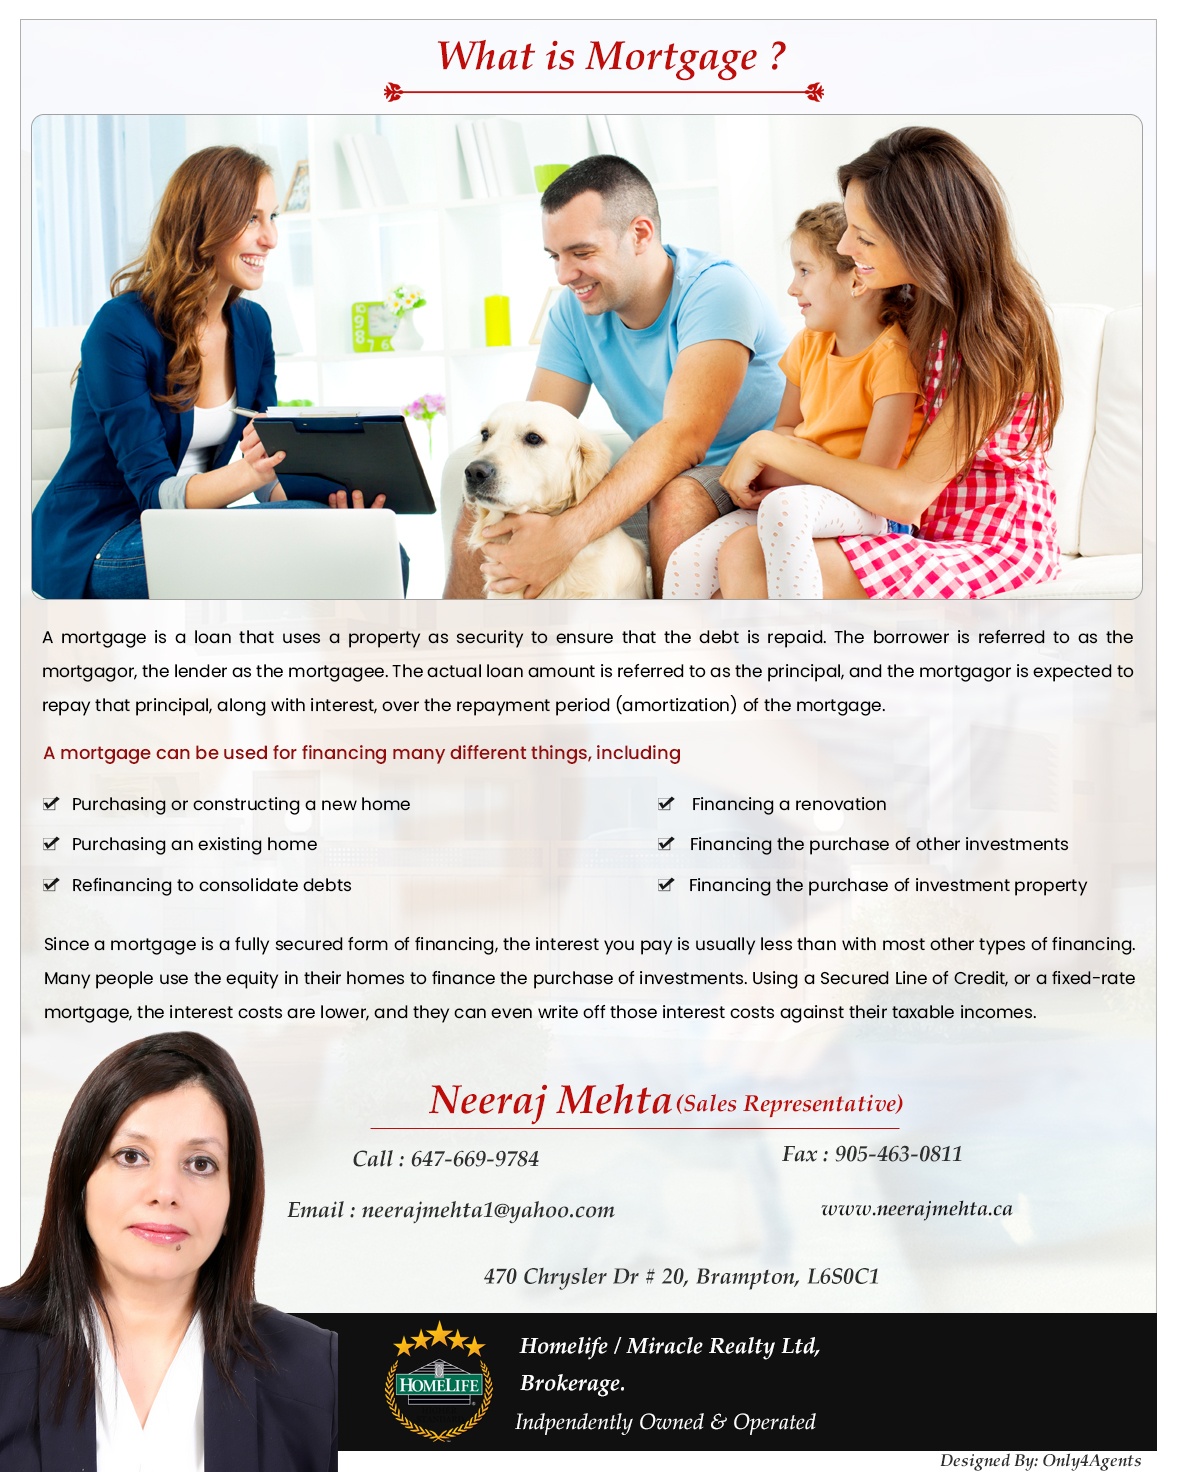 What is Mortgage ?
A mortgage is a loan that uses a property as security to ensure that the debt is repaid. The borrower is referred to as the
mortgagor, the lender as the mortgagee. The actual loan amount is referred to as the principal, and the mortgagor is expected to
repay that principal, along with interest, over the repayment period (amortization) of the mortgage.
A mortgage can be used for financing many different things, including
Purchasing or constructing a new home
Purchasing an existing home
Refinancing to consolidate debts
Financing a renovation
Financing the purchase of other investments
Financing the purchase of investment property
Since a mortgage is a fully secured form of financing, the interest you pay is usually less than with most other types of financing.
Many people use the equity in their homes to finance the purchase of investments. Using a Secured Line of Credit, or a fixed-rate
mortgage, the interest costs are lower, and they can even write off those interest costs against their taxable incomes.
Neeraj Mehta (Sales Representative)
Call : 647-669-9784
Fax : 905-463-0811
Email : neerajmehta1@yahoo.com
www.neerajmehta.ca
470 Chrysler Dr # 20, Brampton, L6S0C1
HOMELIFE
Homelife / Miracle Realty Ltd,
Brokerage.
Indpendently Owned & Operated
Designed By: Only4Agents